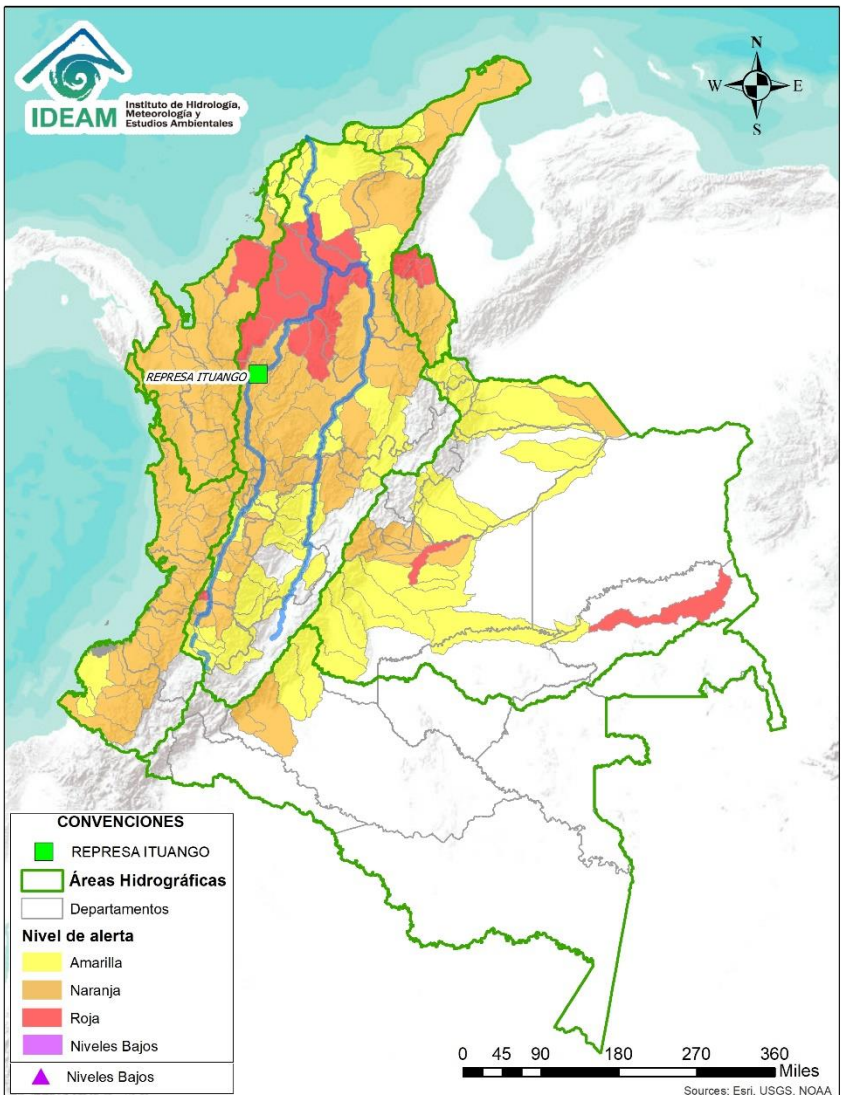 IDEAM
Instituto de Hidrología,
Meteorología y
Estudios Ambientales
N
W
E
S
REPRESA ITUANGO
CONVENCIONES
REPRESA ITUANGO
Áreas Hidrográficas
Departamentos
Nivel de alerta
Amarilla
Naranja
Roja
Niveles Bajos
Niveles Bajos
0 45 90 180 270 360
Miles
Sources: Esri, USGS, NOAA